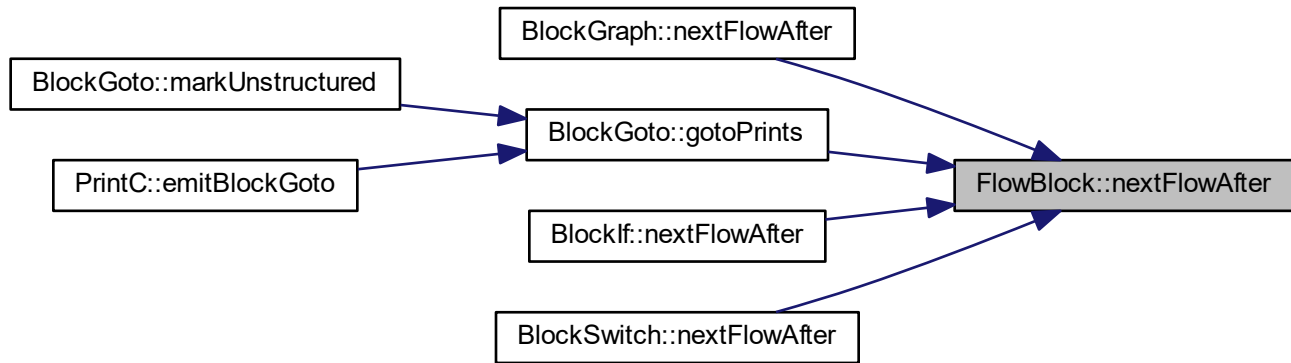 BlockGraph::nextFlowAfter
BlockGoto::markUnstructured
BlockGoto::gotoPrints
PrintC::emitBlockGoto
FlowBlock::nextFlowAfter
BlockIf::nextFlowAfter
BlockSwitch::nextFlowAfter